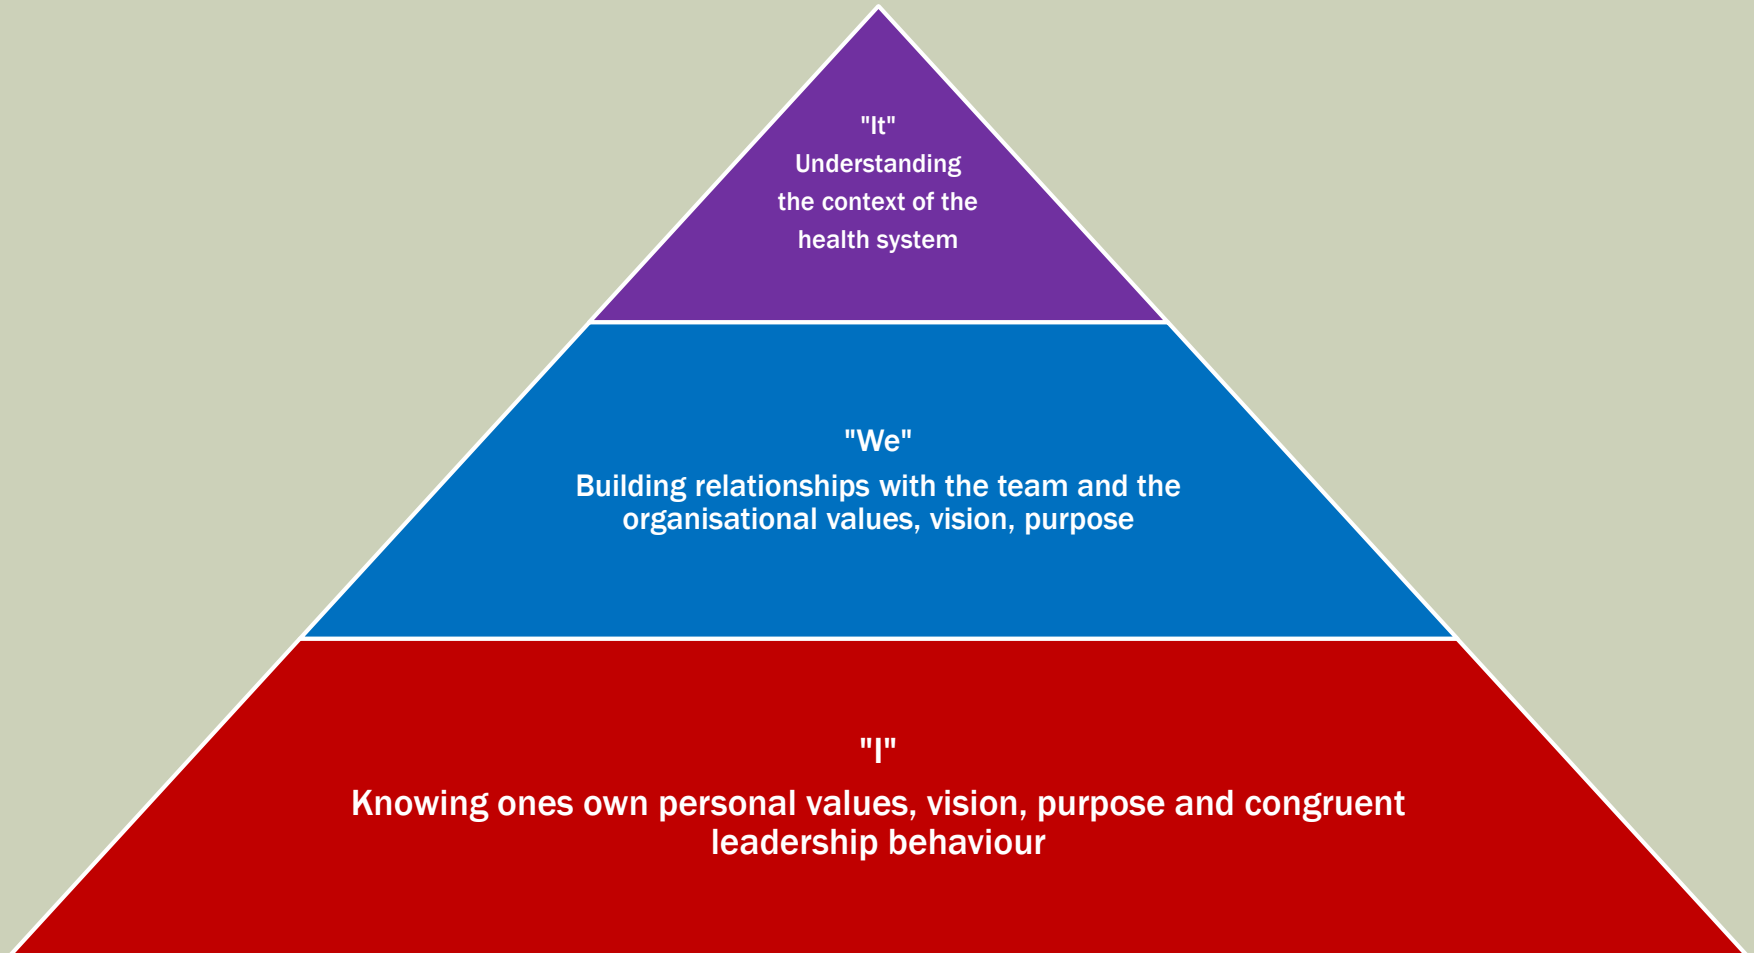 "It"
Understanding
the context of the
health system
"We"
Building relationships with the team and the
organisational values, vision, purpose
"I"
Knowing ones own personal values, vision, purpose and congruent
leadership behaviour